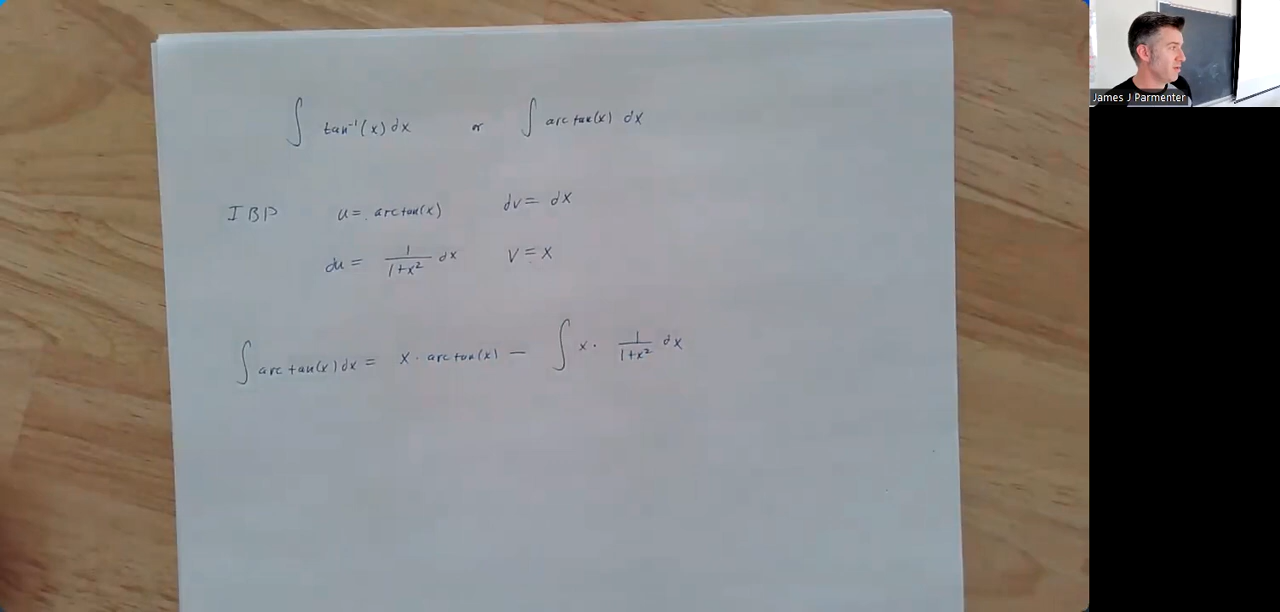 ∫ tan⁻¹(x) dx or ∫ arctan(x) dx
IBP u = arctan(x) dv = dx
du = 1/(1+x²) dx v = x
∫ arctan(x) dx = x · arctan(x) − ∫ x · 1/(1+x²) dx
James J Parmenter